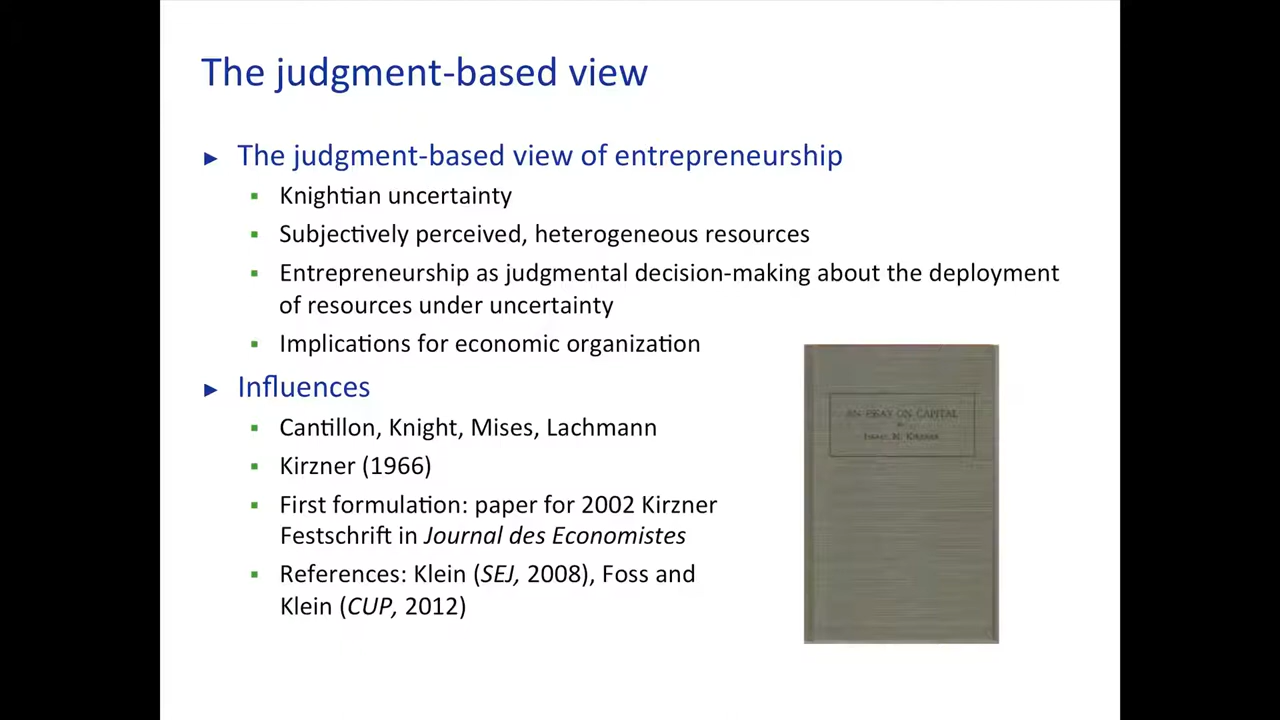 The judgment-based view
► The judgment-based view of entrepreneurship
▪ Knightian uncertainty
▪ Subjectively perceived, heterogeneous resources
▪ Entrepreneurship as judgmental decision-making about the deployment
of resources under uncertainty
▪ Implications for economic organization
► Influences
▪ Cantillon, Knight, Mises, Lachmann
▪ Kirzner (1966)
▪ First formulation: paper for 2002 Kirzner
Festschrift in Journal des Economistes
▪ References: Klein (SEJ, 2008), Foss and
Klein (CUP, 2012)
AN ESSAY ON CAPITAL
Israel M. Kirzner